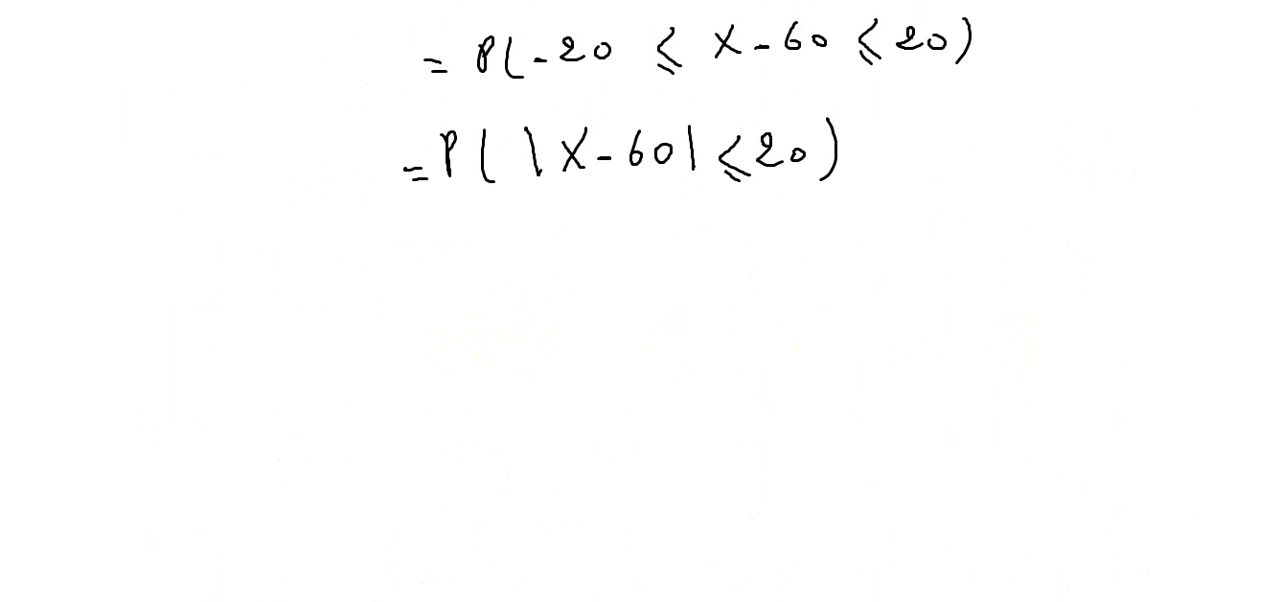 = P(-20 ⩽ X-60 ⩽ 20)
= P( |X-60| ⩽ 20)